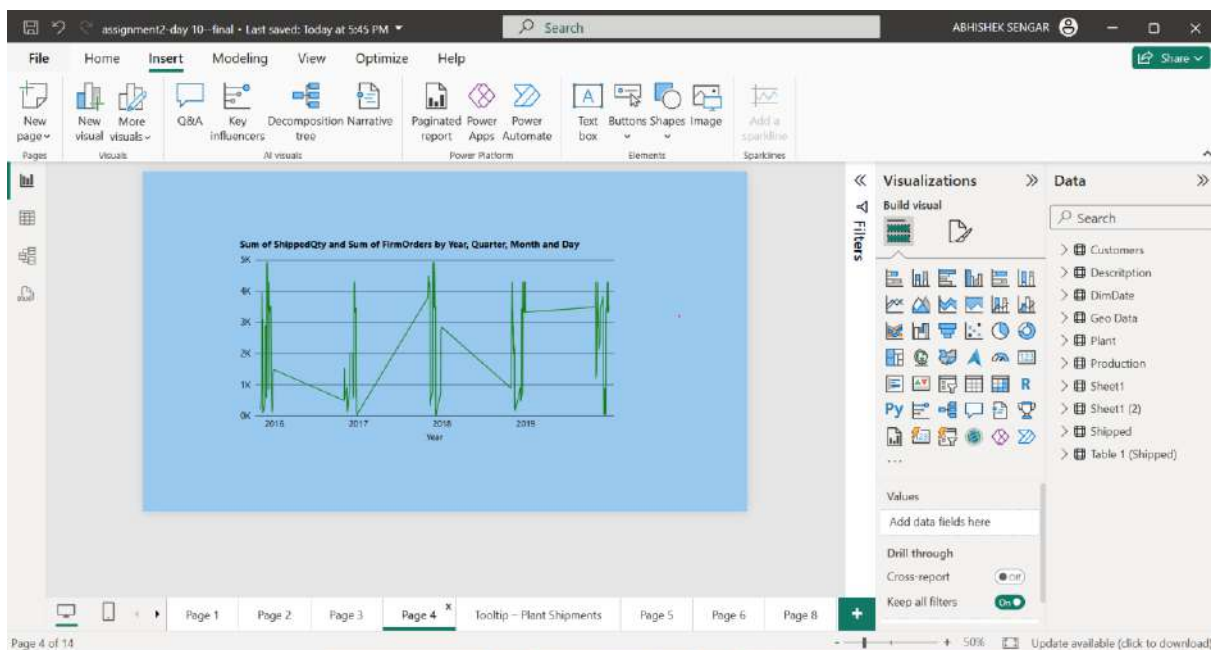 assignment2-day 10--final • Last saved: Today at 5:45 PM
Search
ABHISHEK SENGAR
File Home Insert Modeling View Optimize Help
Share
New page
New visual
More visuals
Q&A
Key influencers
Decomposition tree
Narrative
Paginated report
Power Apps
Power Automate
Text box
Buttons
Shapes
Image
Add a sparkline
Pages
Visuals
AI visuals
Power Platform
Elements
Sparklines
Sum of ShippedQty and Sum of FirmOrders by Year, Quarter, Month and Day
5K
4K
3K
2K
1K
0K
2016 2017 2018 2019
Year
Filters
Visualizations
Build visual
R
Py
123
...
Values
Add data fields here
Drill through
Cross-report
Off
Keep all filters
On
Data
Search
Customers
Descritption
DimDate
Geo Data
Plant
Production
Sheet1
Sheet1 (2)
Shipped
Table 1 (Shipped)
Page 1 Page 2 Page 3 Page 4 Tooltip – Plant Shipments Page 5 Page 6 Page 8
Page 4 of 14
50%
Update available (click to download)